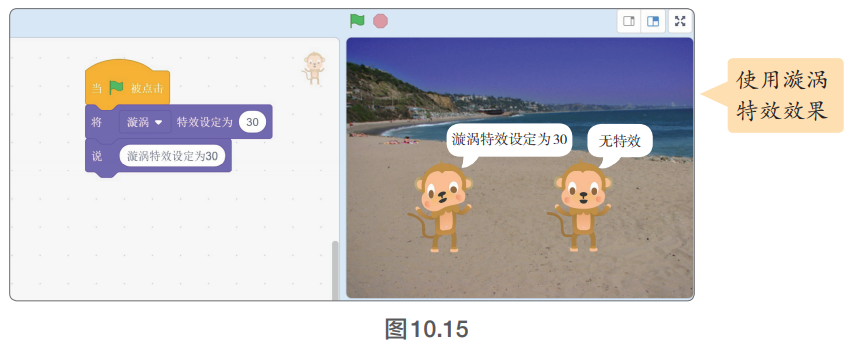 当 被点击
将 漩涡 特效设定为 30
说 漩涡特效设定为30
漩涡特效设定为30
无特效
使用漩涡
特效效果
图10.15